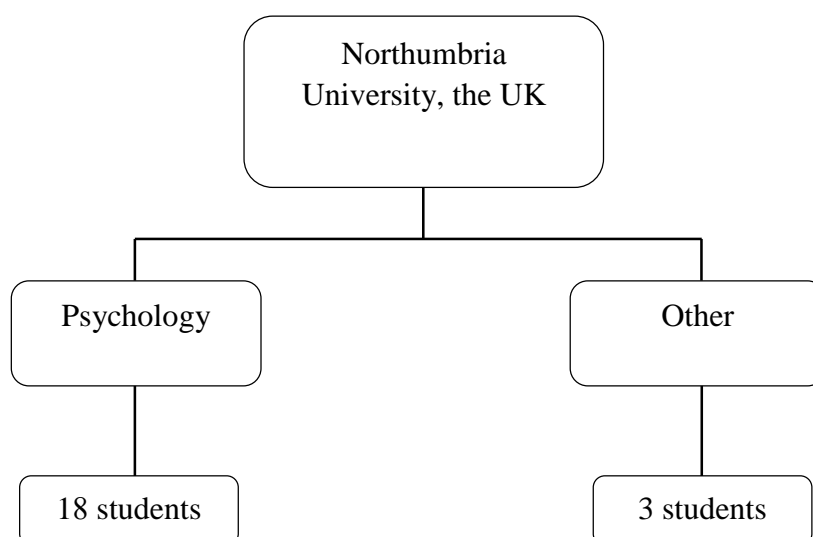 Northumbria
University, the UK
Psychology
Other
18 students
3 students